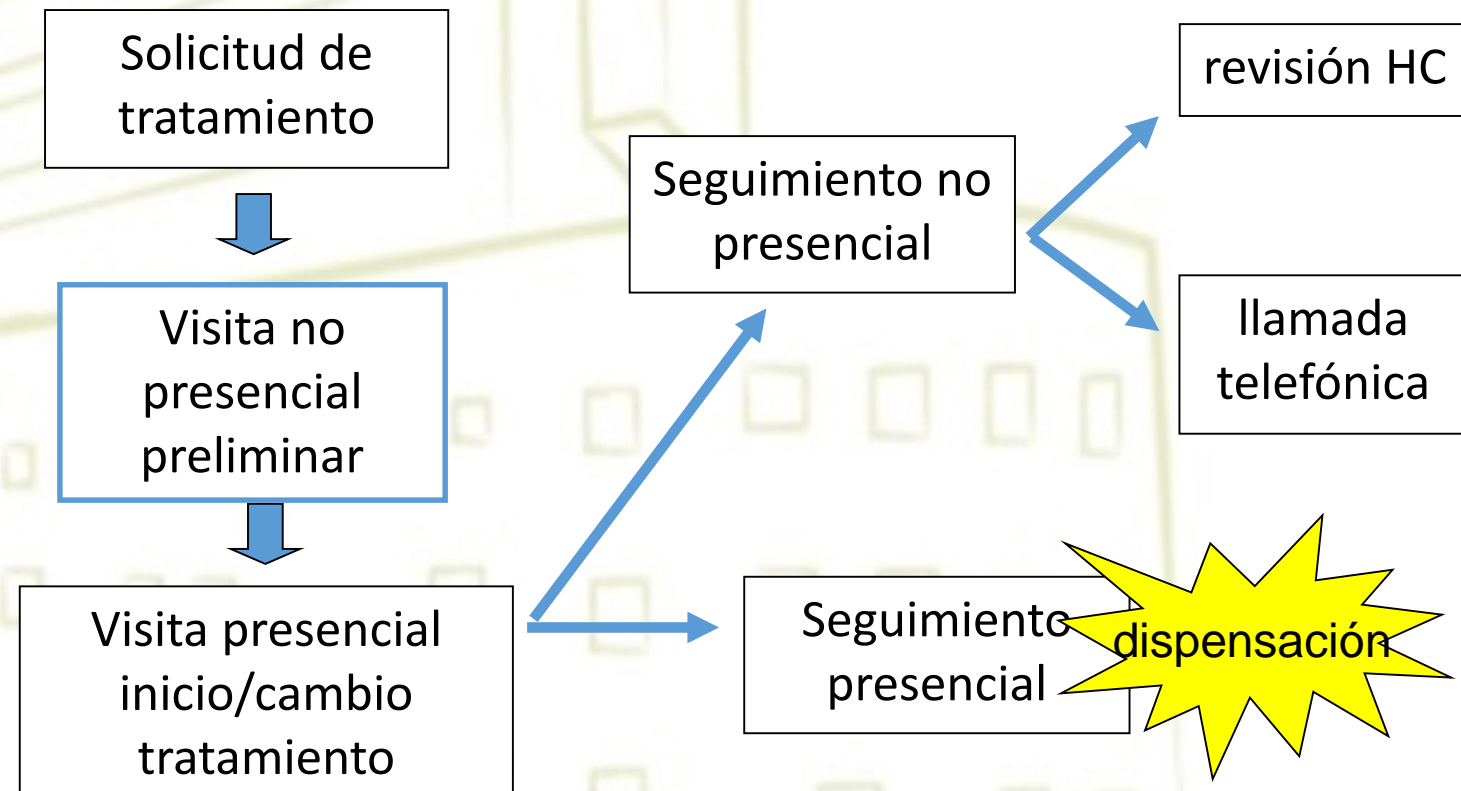 Solicitud de
tratamiento
Visita no
presencial
preliminar
Visita presencial
inicio/cambio
tratamiento
Seguimiento no
presencial
revisión HC
llamada
telefónica
Seguimiento
presencial
dispensación